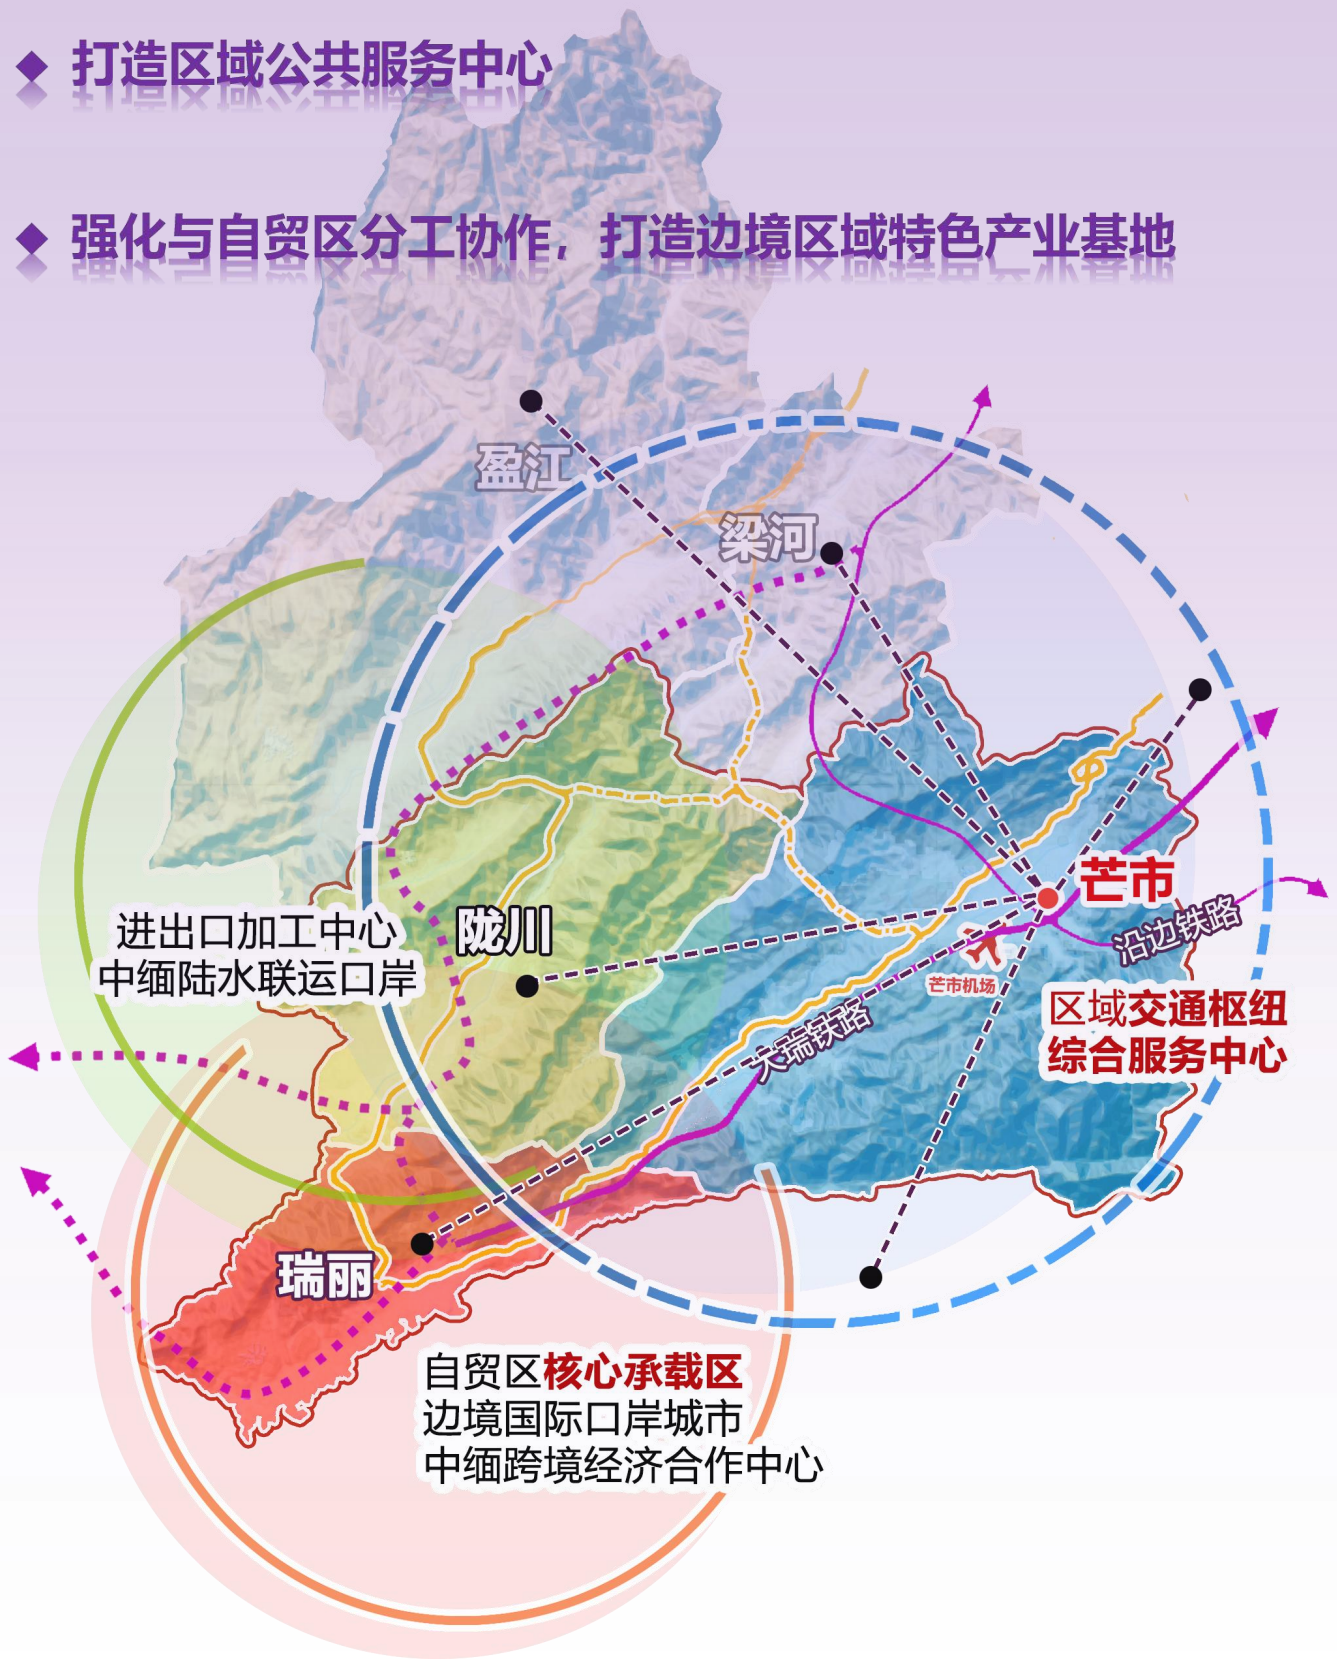 ◆ 打造区域公共服务中心
◆ 强化与自贸区分工协作，打造边境区域特色产业基地
盈江
梁河
芒市
沿边铁路
进出口加工中心
中缅陆水联运口岸
陇川
芒市机场
区域交通枢纽
综合服务中心
大瑞铁路
瑞丽
自贸区核心承载区
边境国际口岸城市
中缅跨境经济合作中心